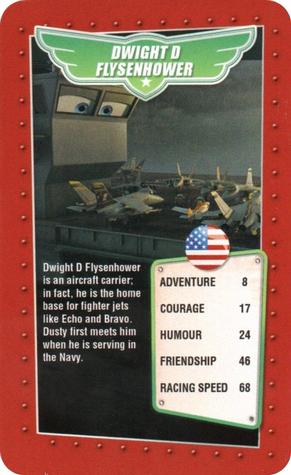 DWIGHT D
FLYSENHOWER
Dwight D Flysenhower
is an aircraft carrier;
in fact, he is the home
base for fighter jets
like Echo and Bravo.
Dusty first meets him
when he is serving in
the Navy.
ADVENTURE 8
COURAGE 17
HUMOUR 24
FRIENDSHIP 46
RACING SPEED 68